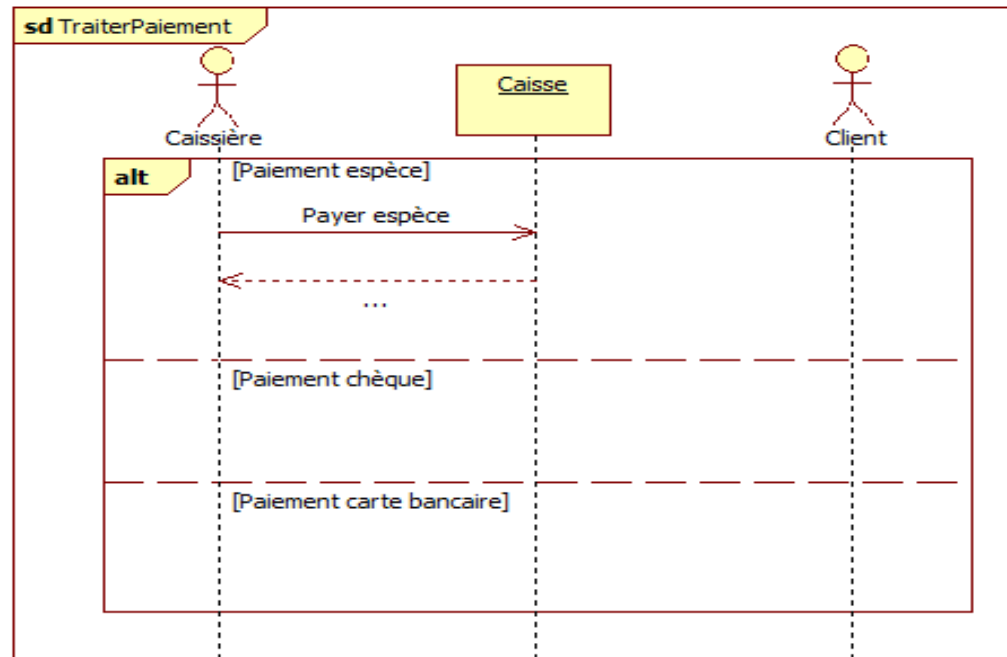 sd TraiterPaiement
Caisse
Caissière
Client
alt
[Paiement espèce]
Payer espèce
...
[Paiement chèque]
[Paiement carte bancaire]